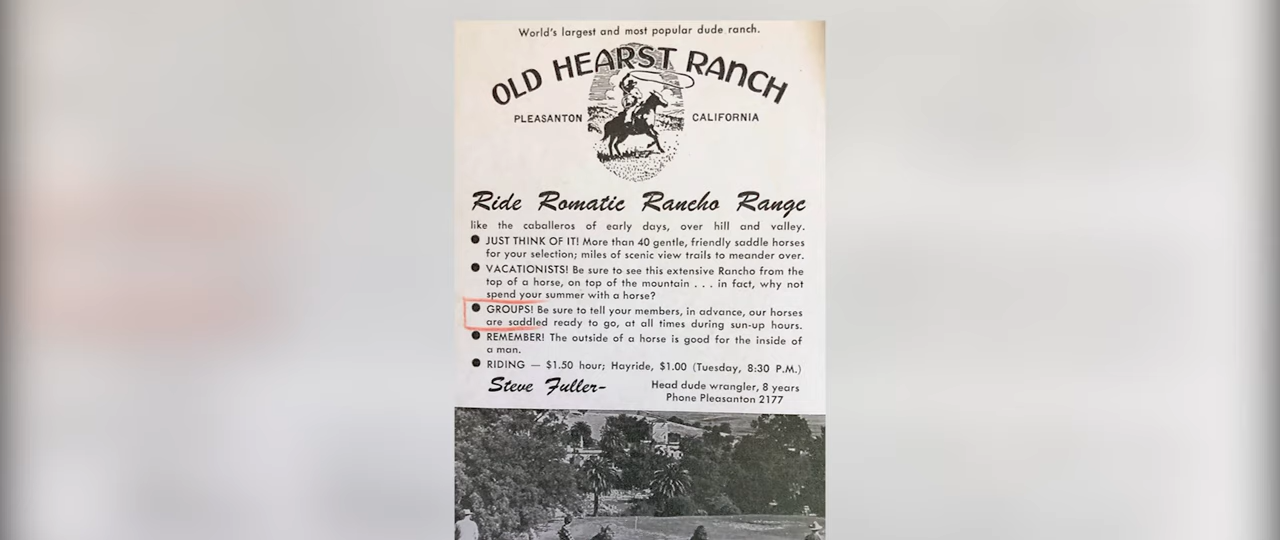 World's largest and most popular dude ranch.
OLD HEARST RANCH
PLEASANTON CALIFORNIA
Ride Romatic Rancho Range
like the caballeros of early days, over hill and valley.
● JUST THINK OF IT! More than 40 gentle, friendly saddle horses
for your selection; miles of scenic view trails to meander over.
● VACATIONISTS! Be sure to see this extensive Rancho from the
top of a horse, on top of the mountain . . . in fact, why not
spend your summer with a horse?
● GROUPS! Be sure to tell your members, in advance, our horses
are saddled ready to go, at all times during sun-up hours.
● REMEMBER! The outside of a horse is good for the inside of
a man.
● RIDING — $1.50 hour; Hayride, $1.00 (Tuesday, 8:30 P.M.)
Steve Fuller- Head dude wrangler, 8 years
Phone Pleasanton 2177